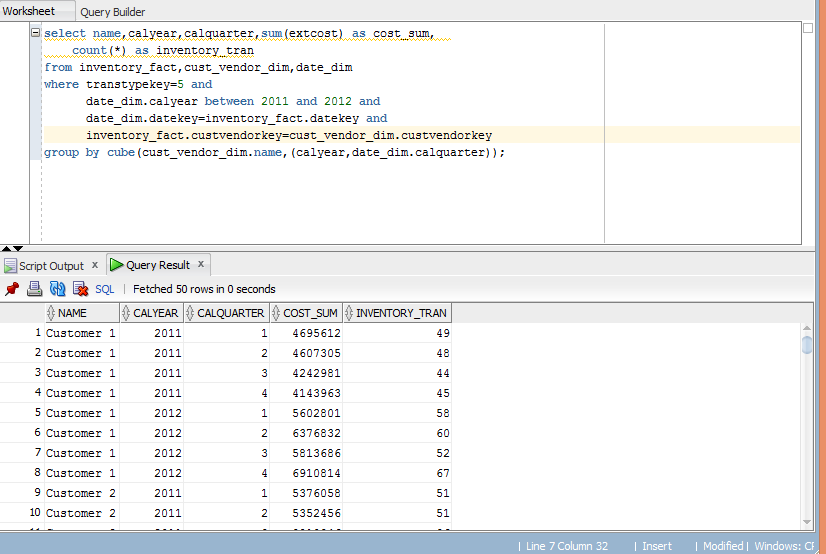 Worksheet Query Builder
select name,calyear,calquarter,sum(extcost) as cost_sum,
count(*) as inventory_tran
from inventory_fact,cust_vendor_dim,date_dim
where transtypekey=5 and
date_dim.calyear between 2011 and 2012 and
date_dim.datekey=inventory_fact.datekey and
inventory_fact.custvendorkey=cust_vendor_dim.custvendorkey
group by cube(cust_vendor_dim.name,(calyear,date_dim.calquarter));
Script Output x Query Result x
SQL | Fetched 50 rows in 0 seconds
NAME CALYEAR CALQUARTER COST_SUM INVENTORY_TRAN
1 Customer 1 2011 1 4695612 49
2 Customer 1 2011 2 4607305 48
3 Customer 1 2011 3 4242981 44
4 Customer 1 2011 4 4143963 45
5 Customer 1 2012 1 5602801 58
6 Customer 1 2012 2 6376832 60
7 Customer 1 2012 3 5813686 52
8 Customer 1 2012 4 6910814 67
9 Customer 2 2011 1 5376058 51
10 Customer 2 2011 2 5352456 51
| Line 7 Column 32 | Insert | Modified | Windows: CF